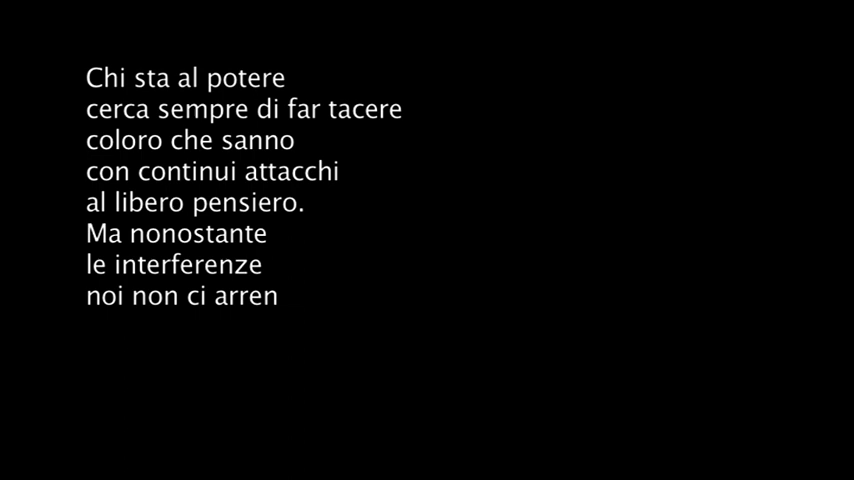 Chi sta al potere
cerca sempre di far tacere
coloro che sanno
con continui attacchi
al libero pensiero.
Ma nonostante
le interferenze
noi non ci arren